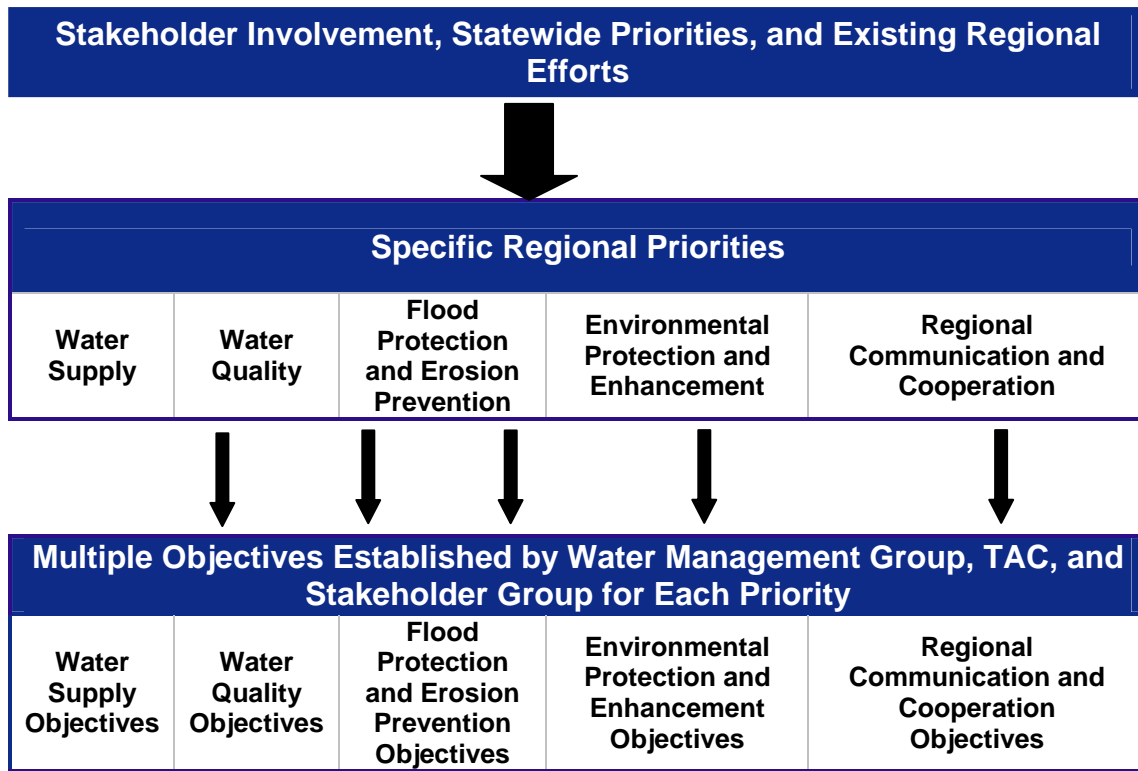 Stakeholder Involvement, Statewide Priorities, and Existing Regional
Efforts
Specific Regional Priorities
Water
Supply
Water
Quality
Flood
Protection
and Erosion
Prevention
Environmental
Protection and
Enhancement
Regional
Communication and
Cooperation
Multiple Objectives Established by Water Management Group, TAC, and
Stakeholder Group for Each Priority
Water
Supply
Objectives
Water
Quality
Objectives
Flood
Protection
and Erosion
Prevention
Objectives
Environmental
Protection and
Enhancement
Objectives
Regional
Communication and
Cooperation
Objectives